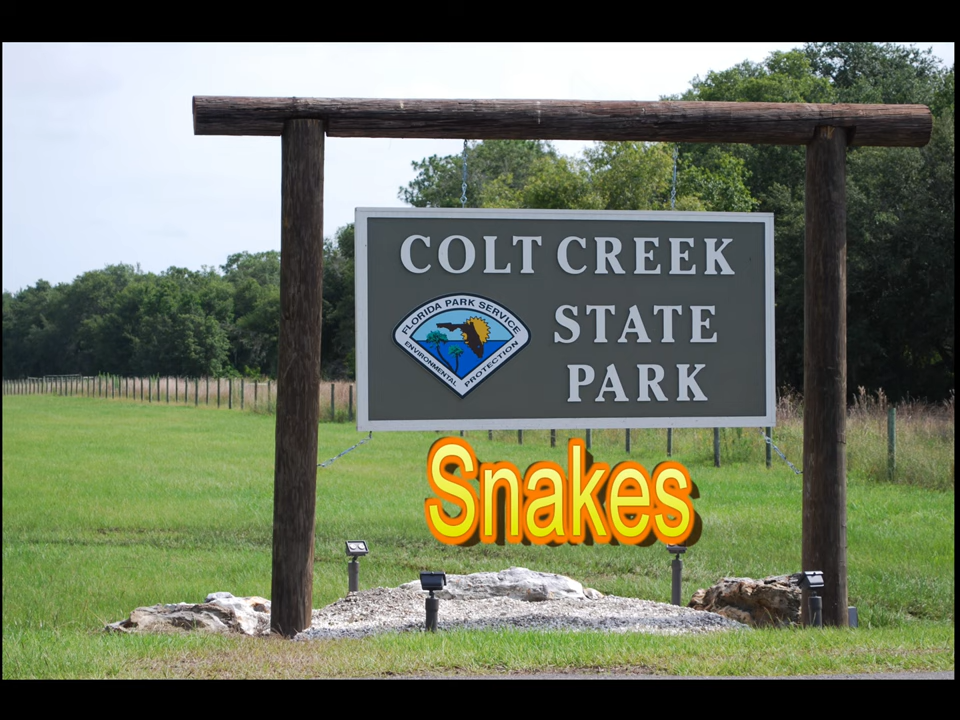 COLT CREEK
STATE
PARK
FLORIDA PARK SERVICE
ENVIRONMENTAL PROTECTION
Snakes